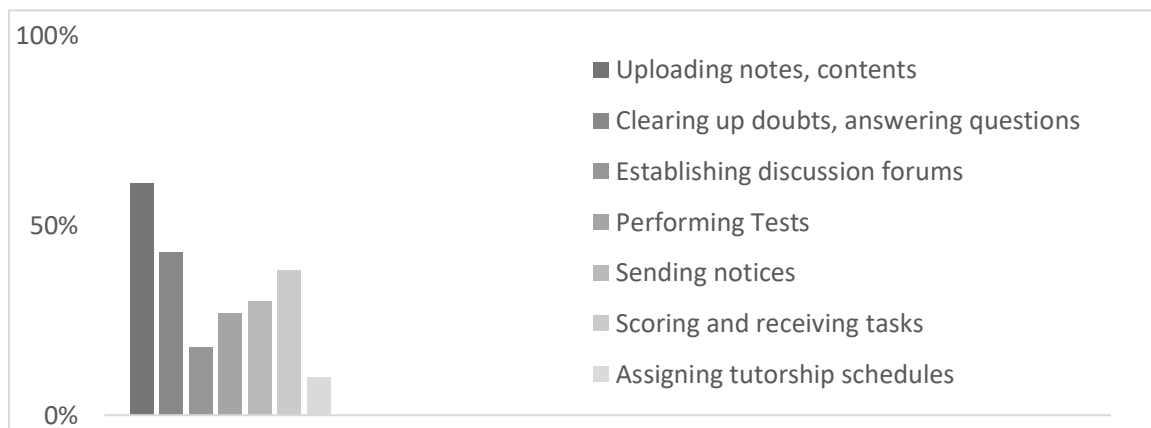 100%
50%
0%
Uploading notes, contents
Clearing up doubts, answering questions
Establishing discussion forums
Performing Tests
Sending notices
Scoring and receiving tasks
Assigning tutorship schedules